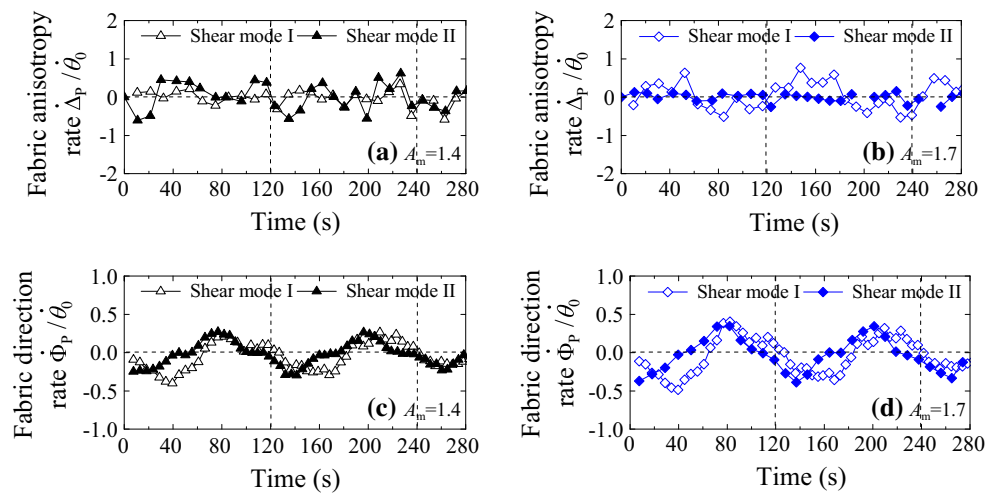 Fabric anisotropy
rate Δ̇ₚ/θ̇₀
2
1
0
-1
-2
Shear mode I Shear mode II
(a) Aₘ=1.4
0 40 80 120 160 200 240 280
Time (s)
Fabric anisotropy
rate Δ̇ₚ/θ̇₀
2
1
0
-1
-2
Shear mode I Shear mode II
(b) Aₘ=1.7
0 40 80 120 160 200 240 280
Time (s)
Fabric direction
rate Φ̇ₚ/θ̇₀
1.0
0.5
0.0
-0.5
-1.0
Shear mode I Shear mode II
(c) Aₘ=1.4
0 40 80 120 160 200 240 280
Time (s)
Fabric direction
rate Φ̇ₚ/θ̇₀
1.0
0.5
0.0
-0.5
-1.0
Shear mode I Shear mode II
(d) Aₘ=1.7
0 40 80 120 160 200 240 280
Time (s)